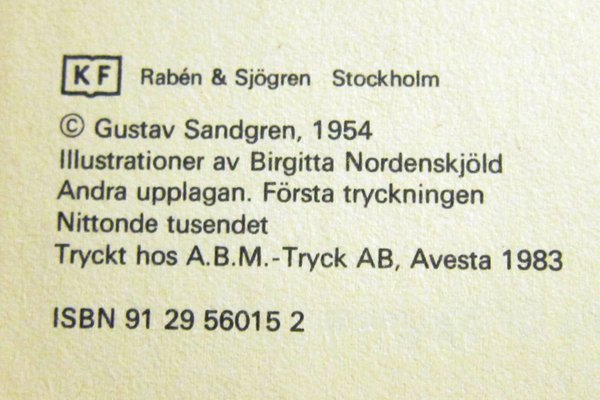 KF Rabén & Sjögren Stockholm
© Gustav Sandgren, 1954
Illustrationer av Birgitta Nordenskjöld
Andra upplagan. Första tryckningen
Nittonde tusendet
Tryckt hos A.B.M.-Tryck AB, Avesta 1983
ISBN 91 29 56015 2